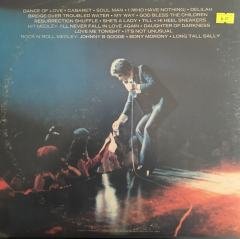 DANCE OF LOVE • CABARET • SOUL MAN • I (WHO HAVE NOTHING) • DELILAH
BRIDGE OVER TROUBLED WATER • MY WAY • GOD BLESS THE CHILDREN
RESURRECTION SHUFFLE • SHE'S A LADY • TILL • HI HEEL SNEAKERS
HIT MEDLEY: I'LL NEVER FALL IN LOVE AGAIN • DAUGHTER OF DARKNESS
LOVE ME TONIGHT • IT'S NOT UNUSUAL
ROCK N' ROLL MEDLEY: JOHNNY B. GOODE • BONY MORONY • LONG TALL SALLY